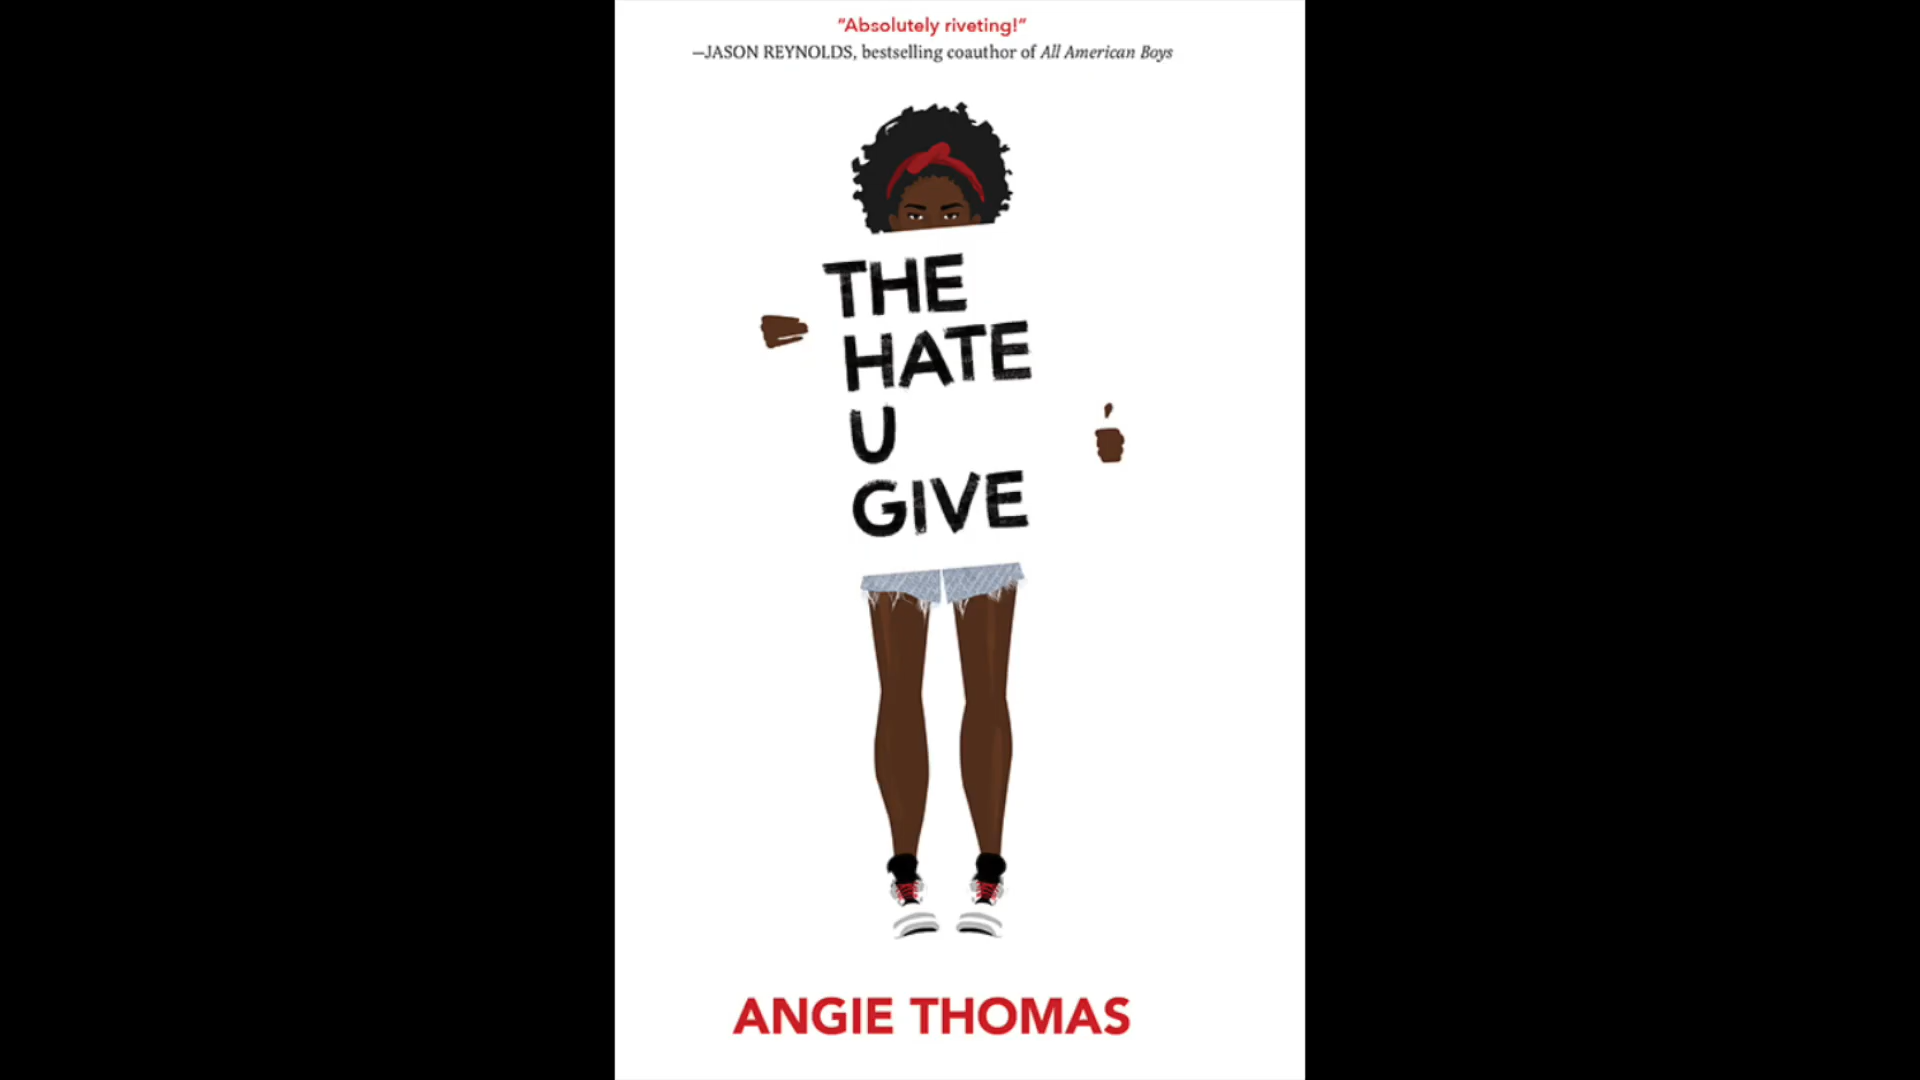 "Absolutely riveting!"
—JASON REYNOLDS, bestselling coauthor of All American Boys
THE
HATE
U
GIVE
ANGIE THOMAS